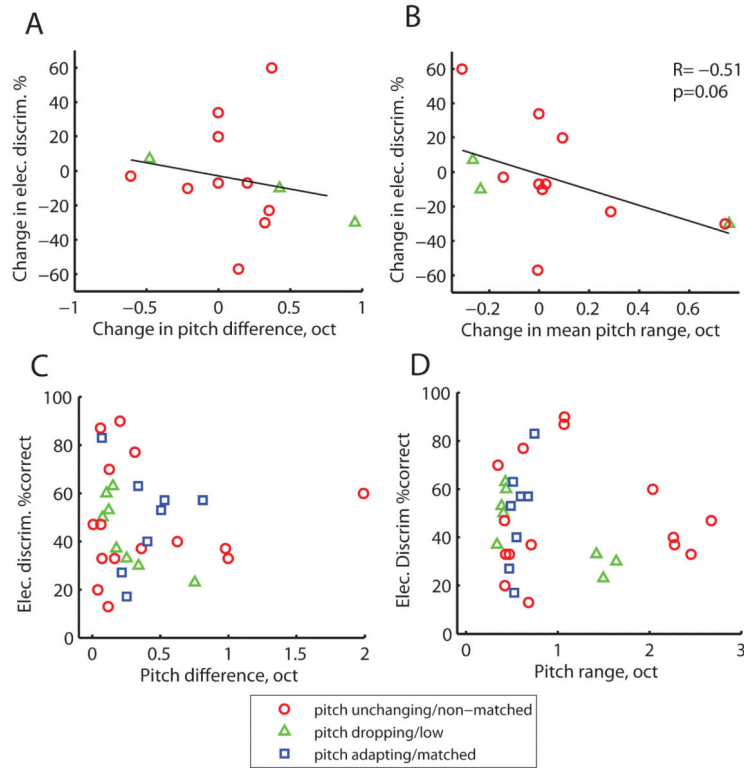 A
60
40
20
0
−20
−40
−60
Change in elec. discrim. %
−1
−0.5
0
0.5
1
Change in pitch difference, oct
B
R= −0.51
p=0.06
60
40
20
0
−20
−40
−60
Change in elec. discrim. %
−0.2
0
0.2
0.4
0.6
Change in mean pitch range, oct
C
100
80
60
40
20
0
Elec. discrim. %correct
0
0.5
1
1.5
2
Pitch difference, oct
D
100
80
60
40
20
0
Elec. Discrim %correct
0
1
2
3
Pitch range, oct
pitch unchanging/non−matched
pitch dropping/low
pitch adapting/matched